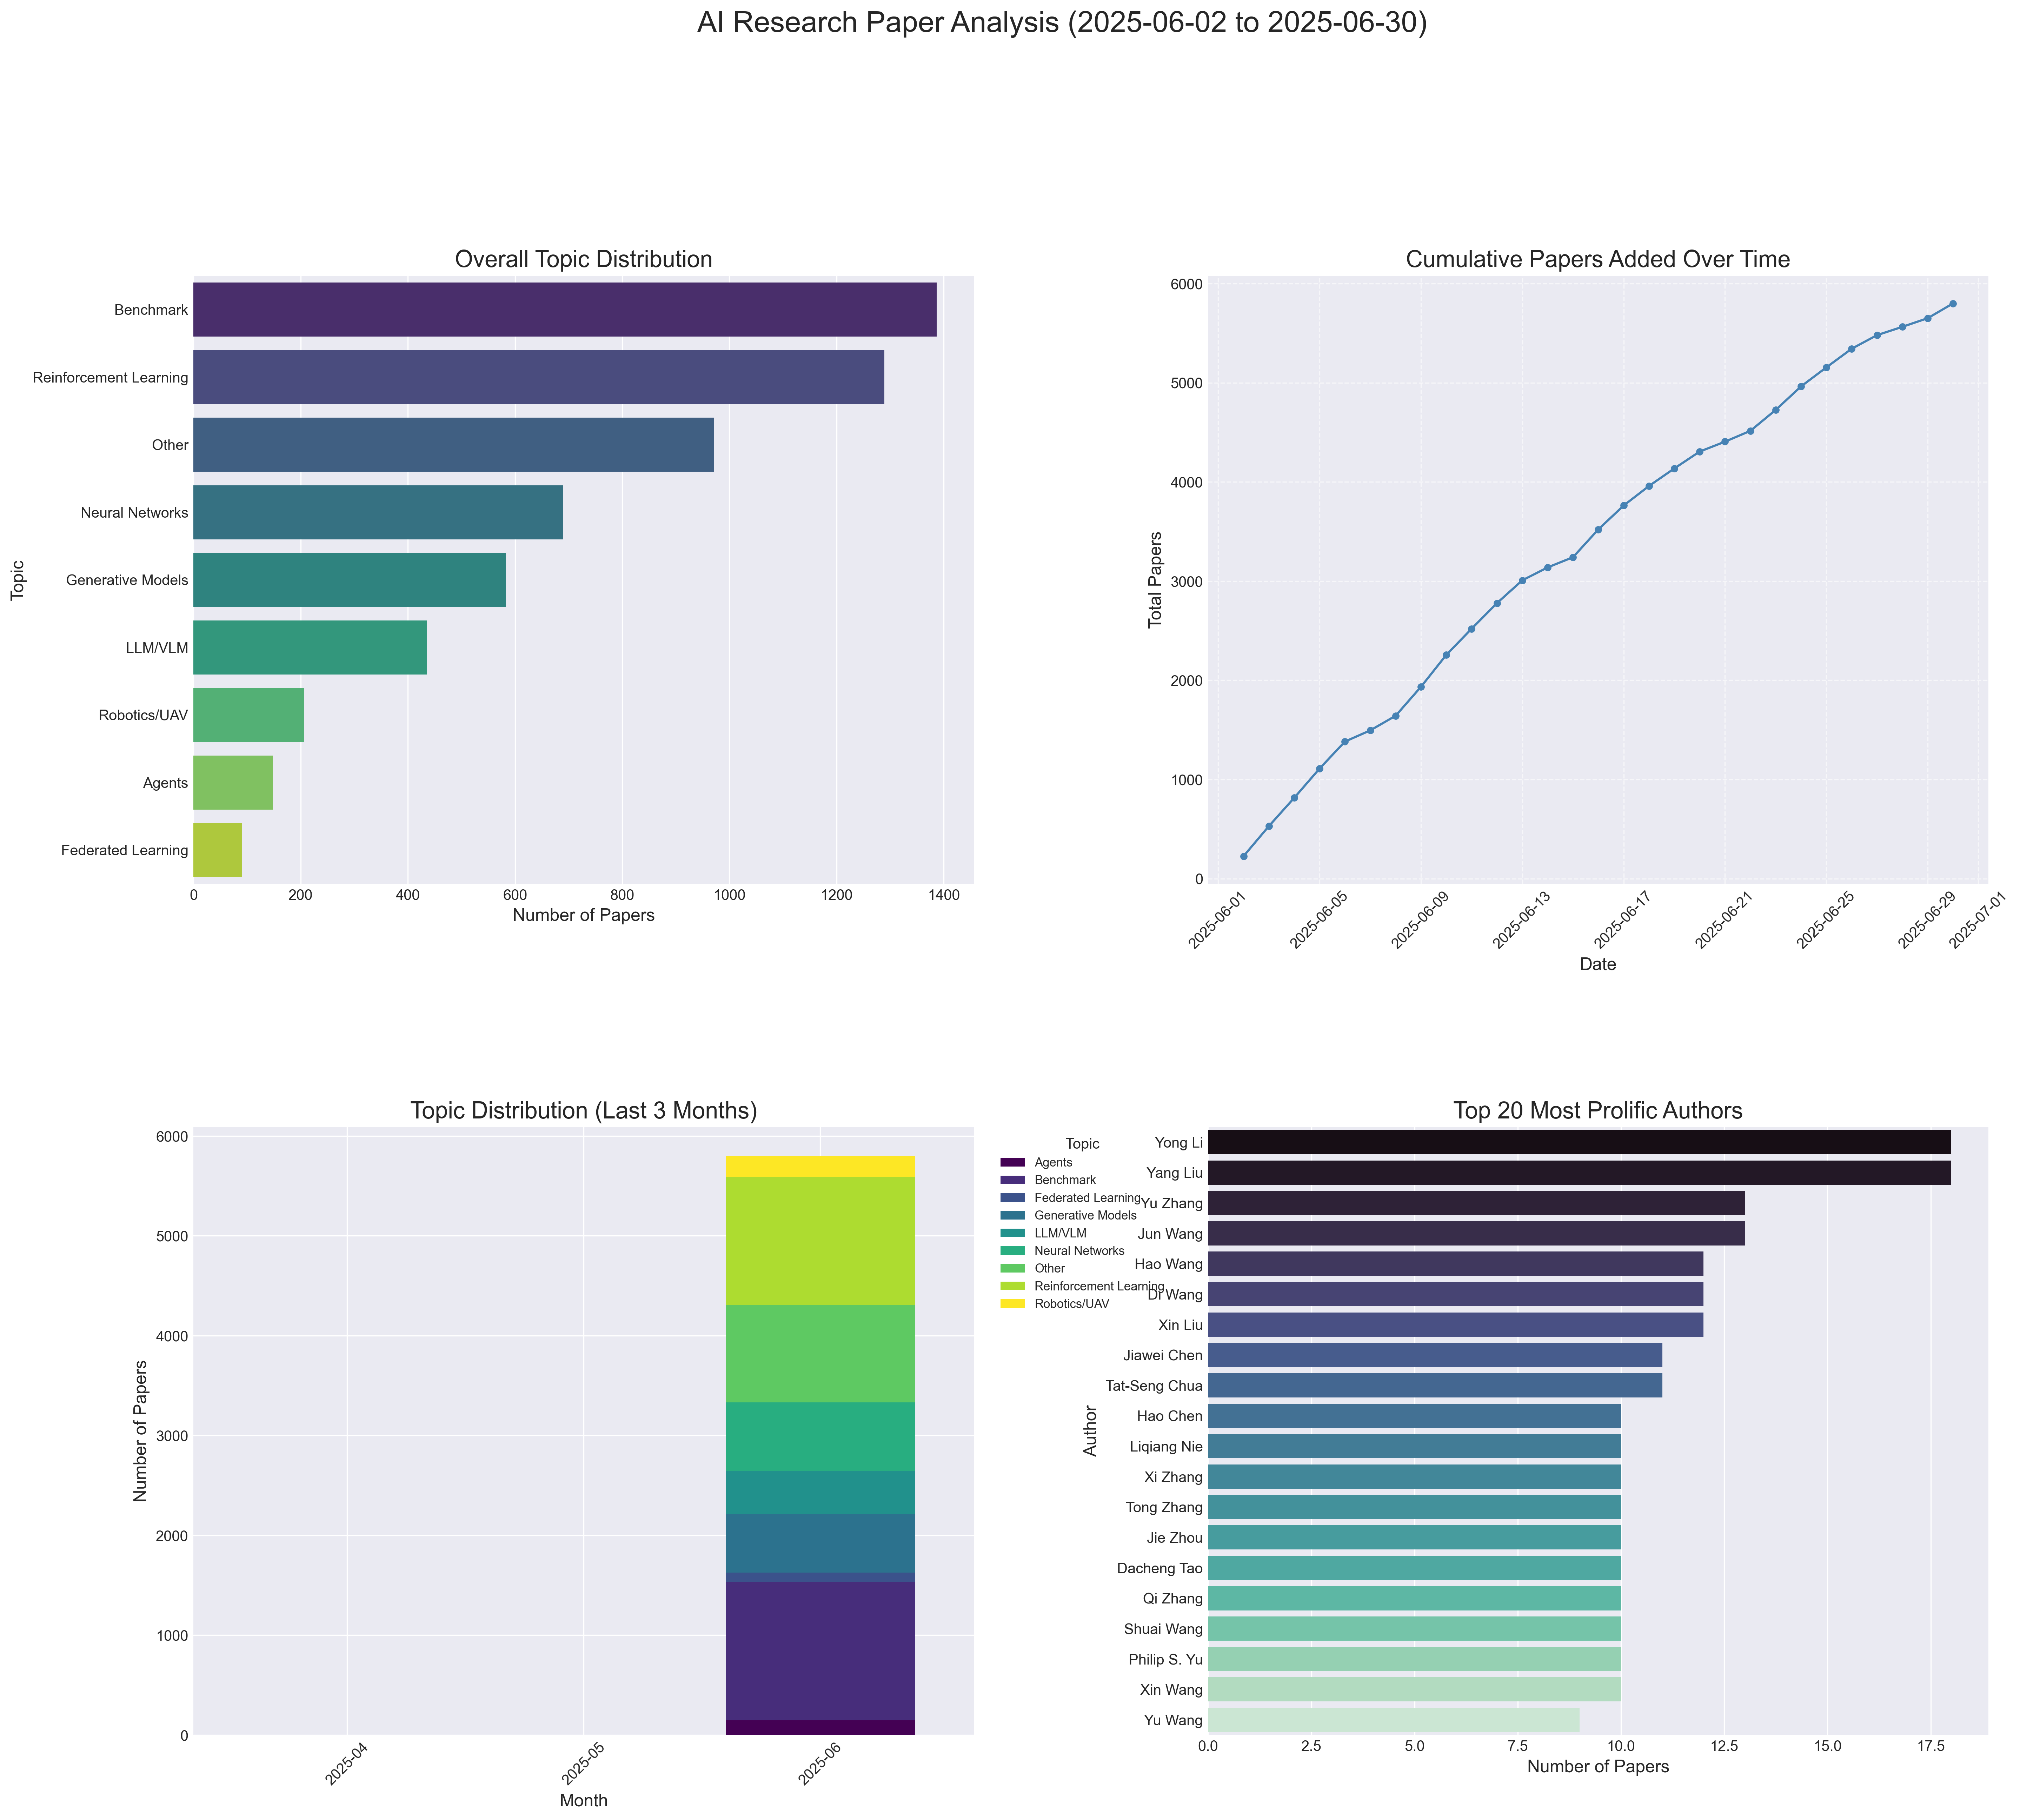 AI Research Paper Analysis (2025-06-02 to 2025-06-30)
Overall Topic Distribution
Topic
Benchmark
Reinforcement Learning
Other
Neural Networks
Generative Models
LLM/VLM
Robotics/UAV
Agents
Federated Learning
0 200 400 600 800 1000 1200 1400
Number of Papers
Cumulative Papers Added Over Time
Total Papers
6000
5000
4000
3000
2000
1000
0
2025-06-01 2025-06-05 2025-06-09 2025-06-13 2025-06-17 2025-06-21 2025-06-25 2025-06-29 2025-07-01
Date
Topic Distribution (Last 3 Months)
Number of Papers
6000
5000
4000
3000
2000
1000
0
2025-04 2025-05 2025-06
Month
Topic
Agents
Benchmark
Federated Learning
Generative Models
LLM/VLM
Neural Networks
Other
Reinforcement Learning
Robotics/UAV
Top 20 Most Prolific Authors
Author
Yong Li
Yang Liu
Yu Zhang
Jun Wang
Hao Wang
Di Wang
Xin Liu
Jiawei Chen
Tat-Seng Chua
Hao Chen
Liqiang Nie
Xi Zhang
Tong Zhang
Jie Zhou
Dacheng Tao
Qi Zhang
Shuai Wang
Philip S. Yu
Xin Wang
Yu Wang
0.0 2.5 5.0 7.5 10.0 12.5 15.0 17.5
Number of Papers